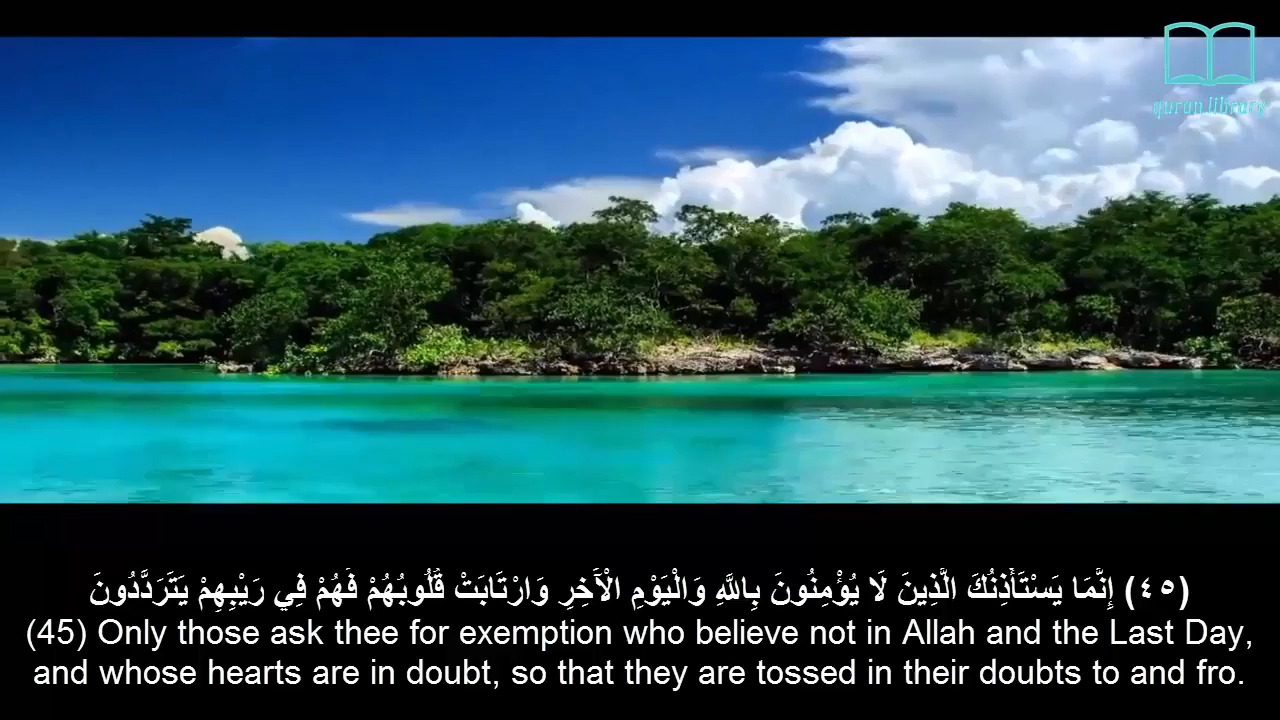 quran library
(٤٥) إِنَّمَا يَسْتَأْذِنُكَ الَّذِينَ لَا يُؤْمِنُونَ بِاللَّهِ وَالْيَوْمِ الْآخِرِ وَارْتَابَتْ قُلُوبُهُمْ فَهُمْ فِي رَيْبِهِمْ يَتَرَدَّدُونَ
(45) Only those ask thee for exemption who believe not in Allah and the Last Day,
and whose hearts are in doubt, so that they are tossed in their doubts to and fro.